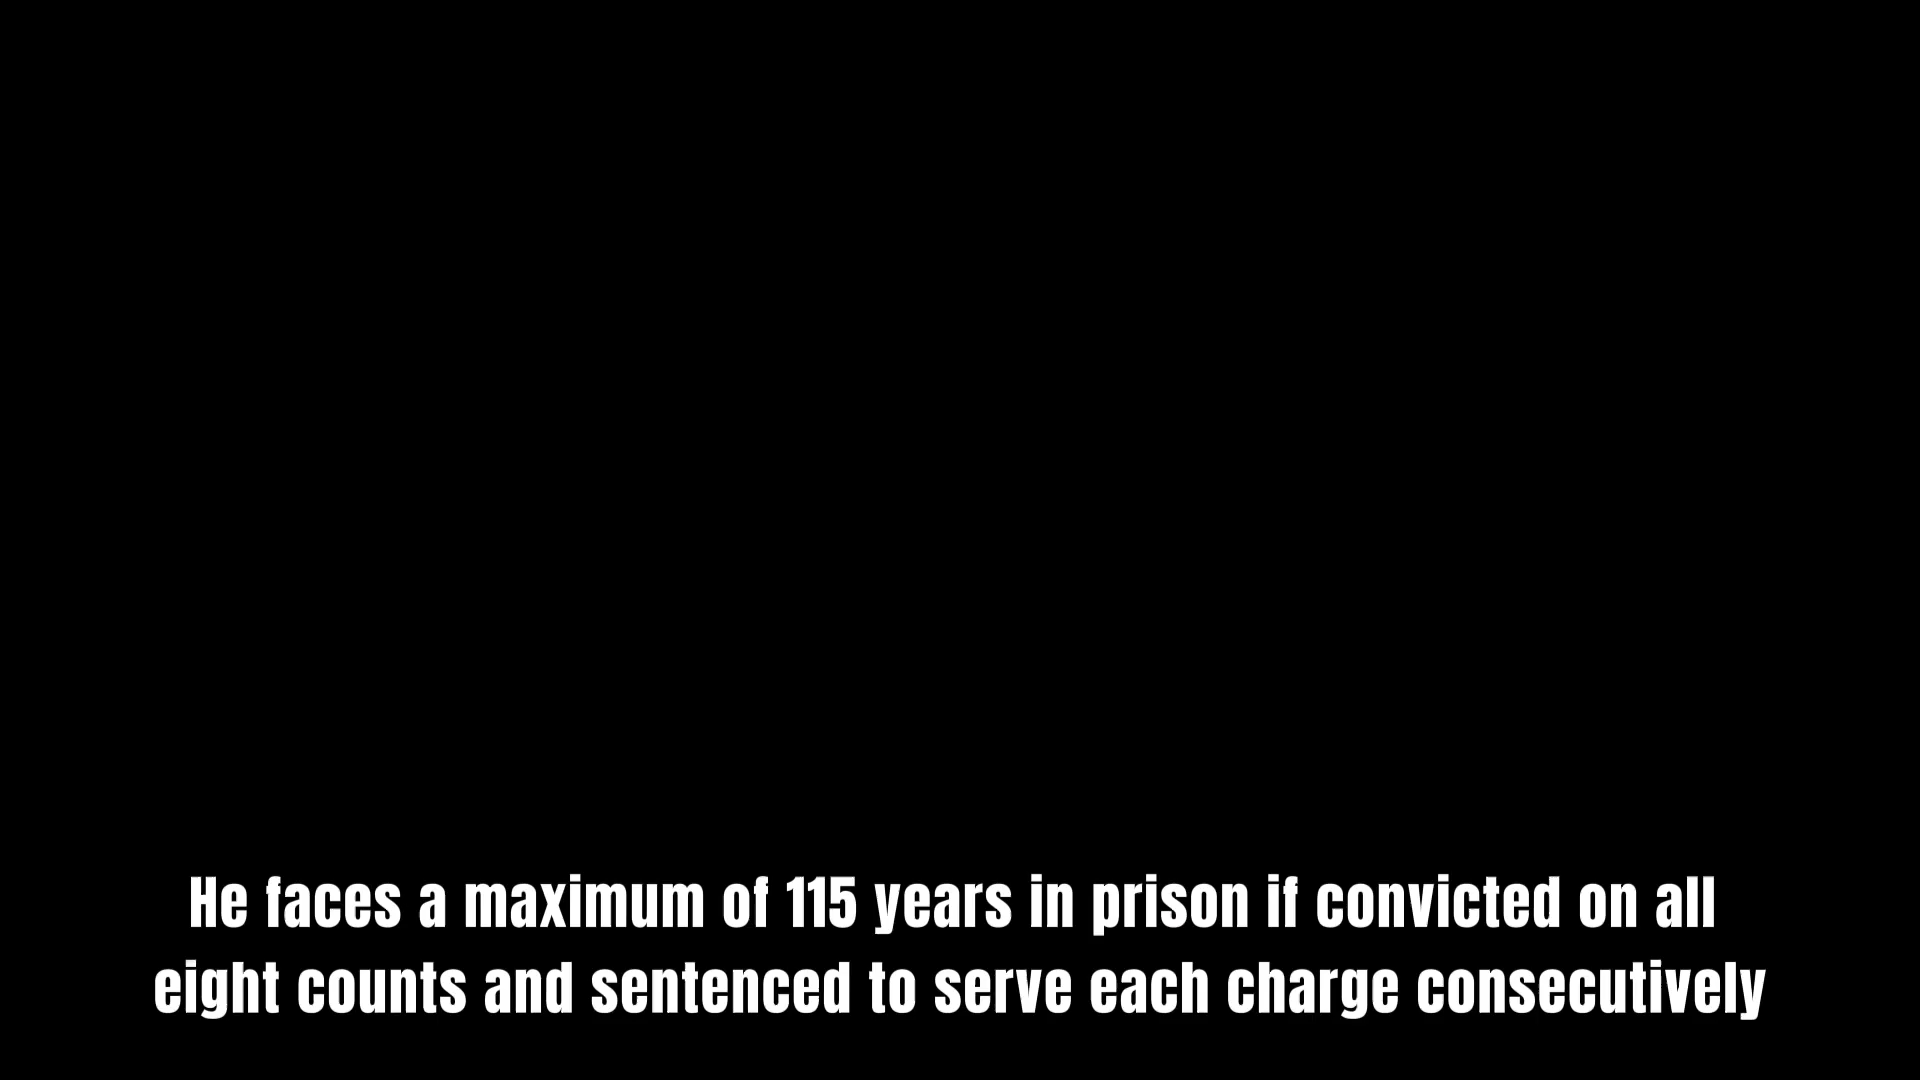 He faces a maximum of 115 years in prison if convicted on all
eight counts and sentenced to serve each charge consecutively